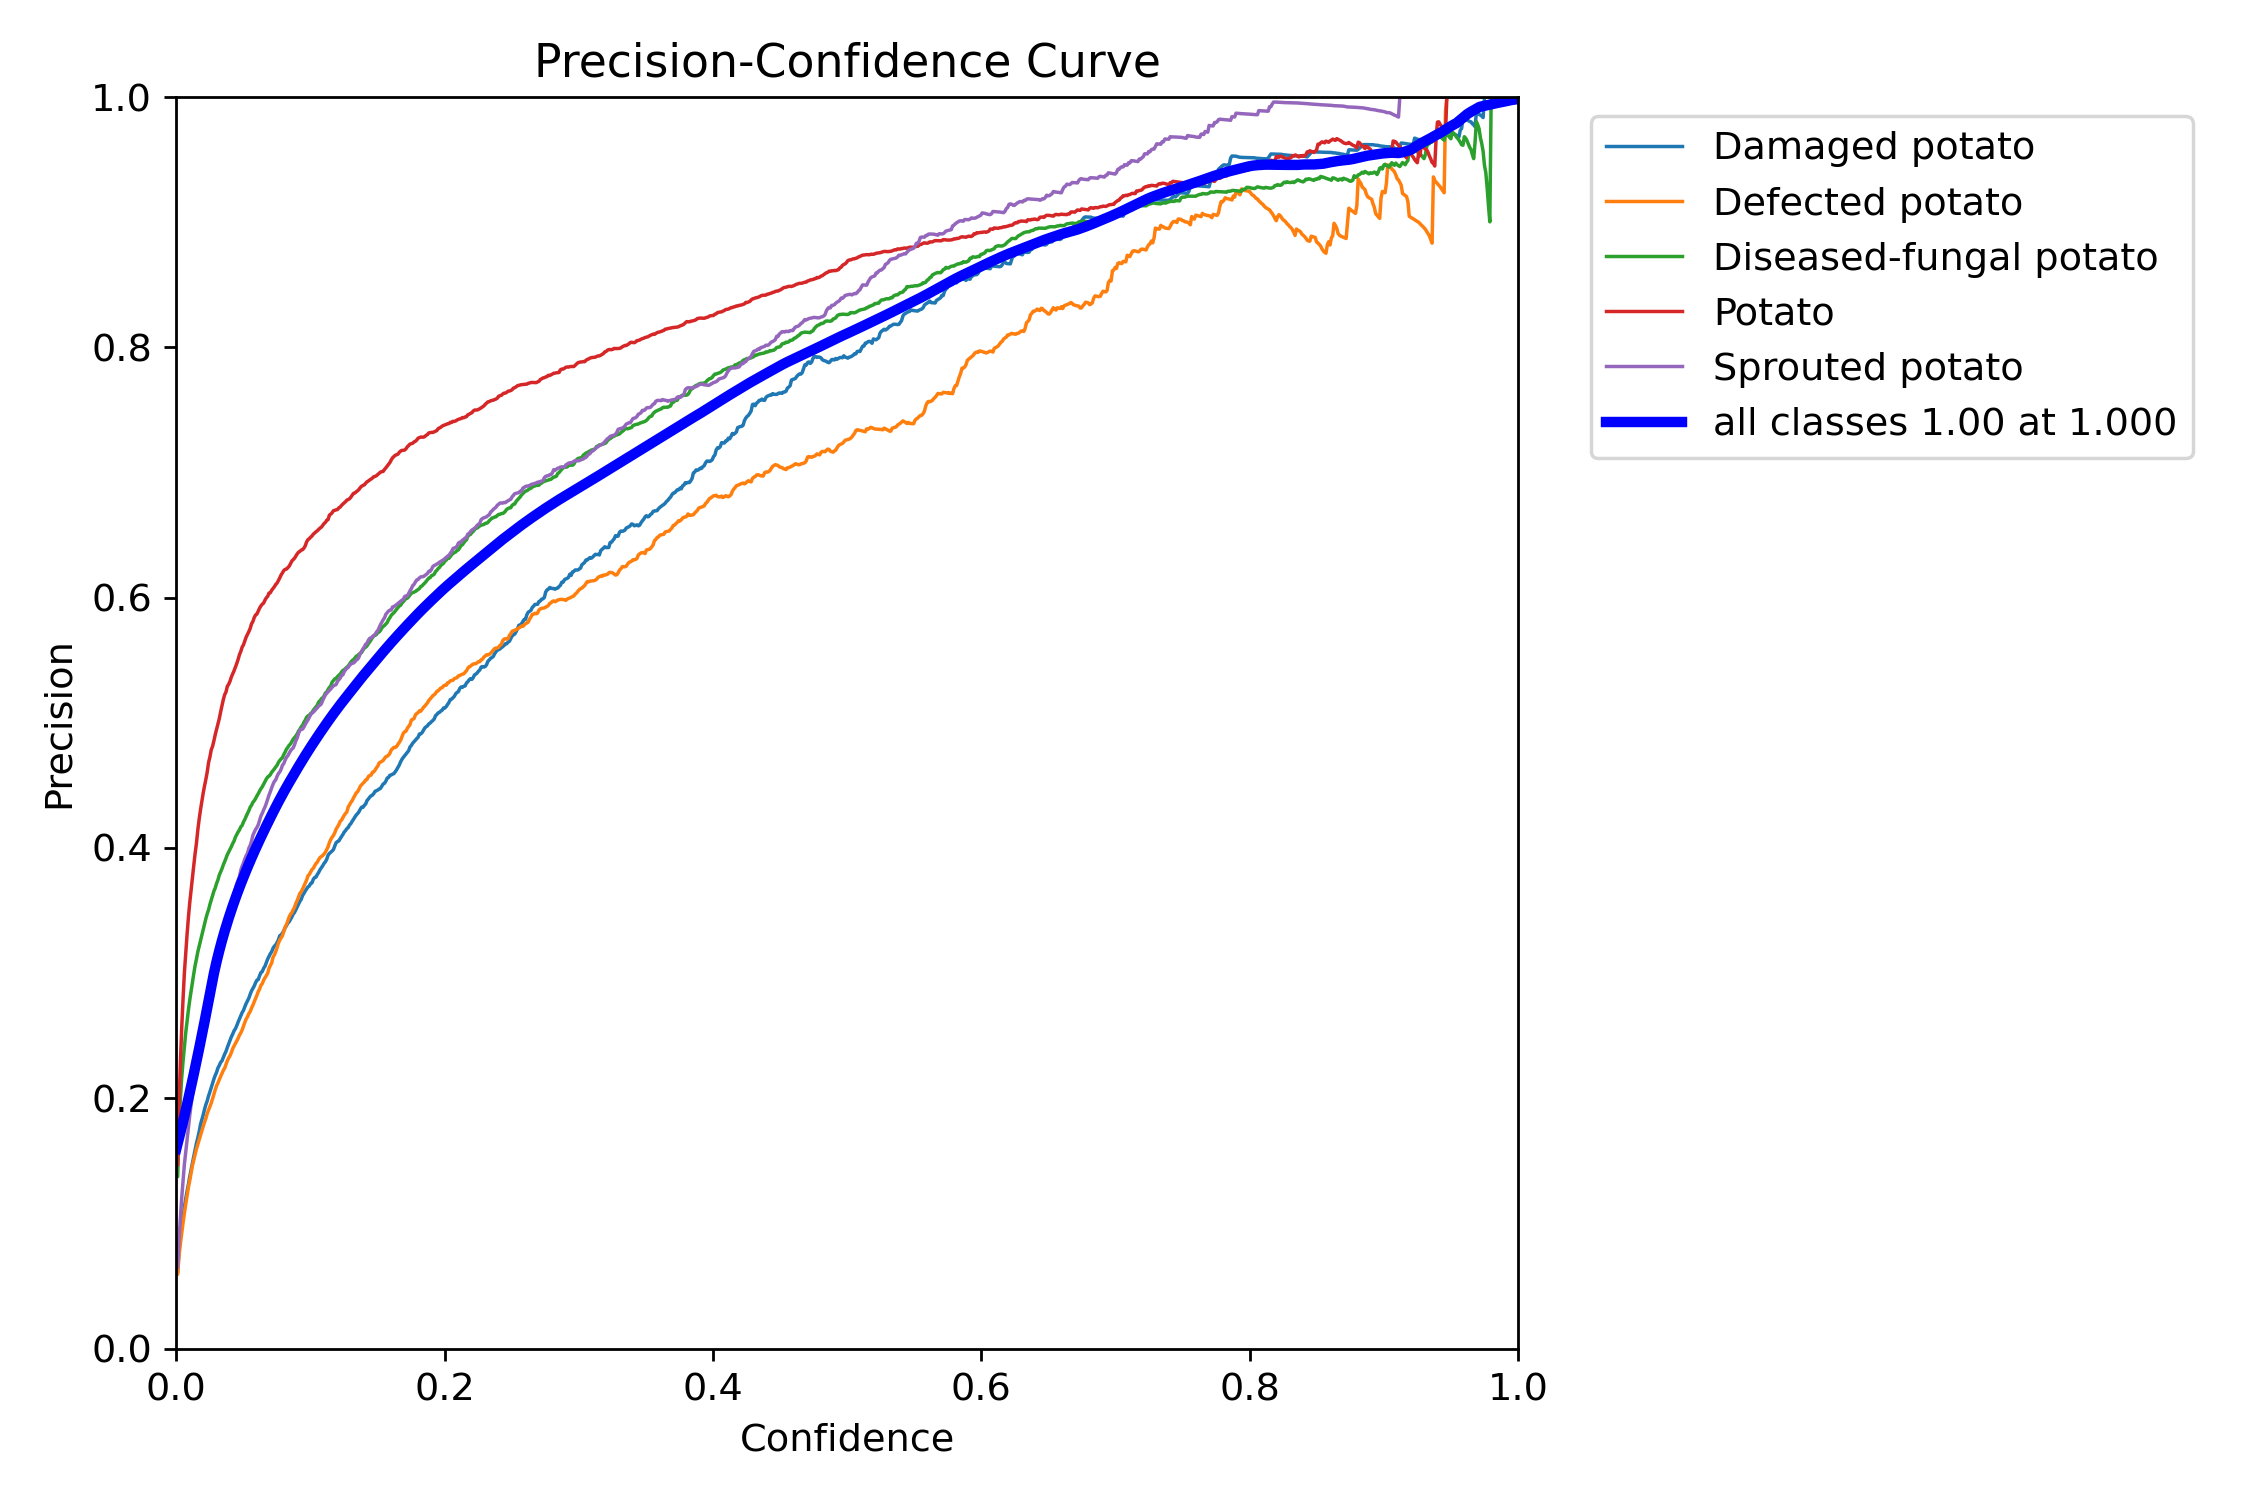 Precision-Confidence Curve
1.0
0.8
0.6
0.4
0.2
0.0
Precision
0.0 0.2 0.4 0.6 0.8 1.0
Confidence
Damaged potato
Defected potato
Diseased-fungal potato
Potato
Sprouted potato
all classes 1.00 at 1.000